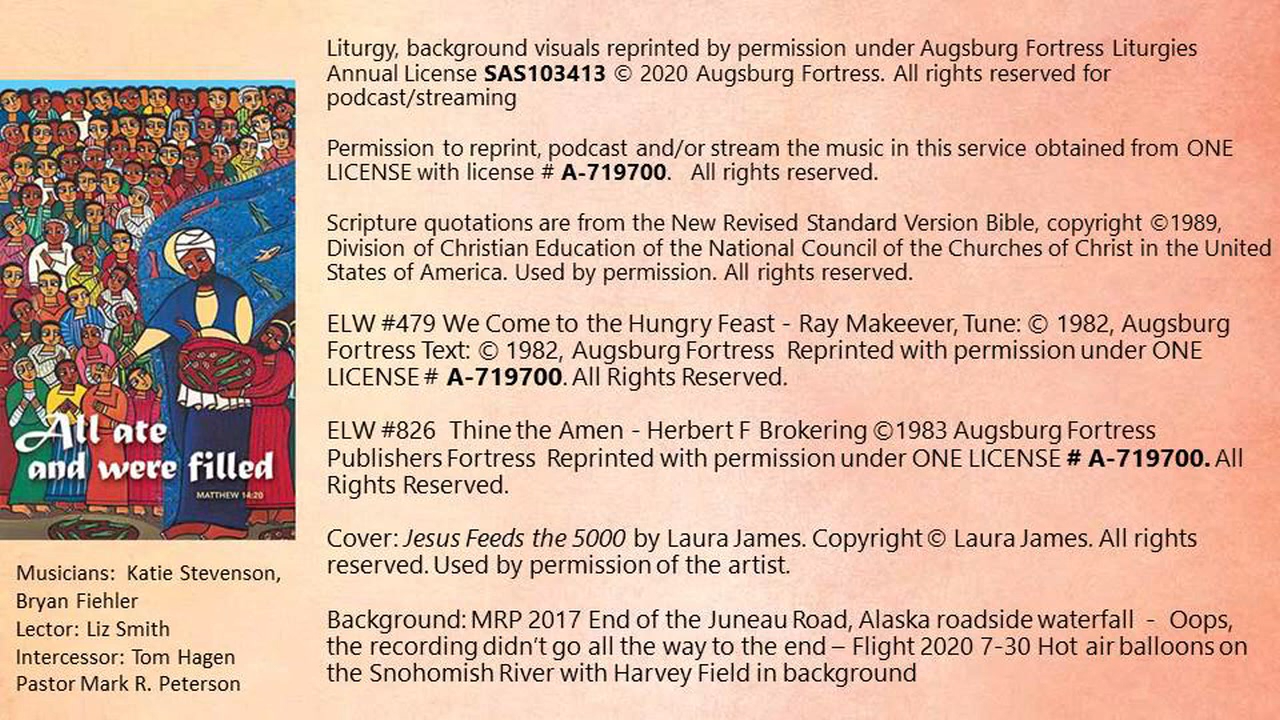 All ate
and were filled
MATTHEW 14:20
Musicians: Katie Stevenson,
Bryan Fiehler
Lector: Liz Smith
Intercessor: Tom Hagen
Pastor Mark R. Peterson
Liturgy, background visuals reprinted by permission under Augsburg Fortress Liturgies
Annual License SAS103413 © 2020 Augsburg Fortress. All rights reserved for
podcast/streaming
Permission to reprint, podcast and/or stream the music in this service obtained from ONE
LICENSE with license # A-719700. All rights reserved.
Scripture quotations are from the New Revised Standard Version Bible, copyright ©1989,
Division of Christian Education of the National Council of the Churches of Christ in the United
States of America. Used by permission. All rights reserved.
ELW #479 We Come to the Hungry Feast - Ray Makeever, Tune: © 1982, Augsburg
Fortress Text: © 1982, Augsburg Fortress Reprinted with permission under ONE
LICENSE # A-719700. All Rights Reserved.
ELW #826 Thine the Amen - Herbert F Brokering ©1983 Augsburg Fortress
Publishers Fortress Reprinted with permission under ONE LICENSE # A-719700. All
Rights Reserved.
Cover: Jesus Feeds the 5000 by Laura James. Copyright © Laura James. All rights
reserved. Used by permission of the artist.
Background: MRP 2017 End of the Juneau Road, Alaska roadside waterfall - Oops,
the recording didn't go all the way to the end – Flight 2020 7-30 Hot air balloons on
the Snohomish River with Harvey Field in background